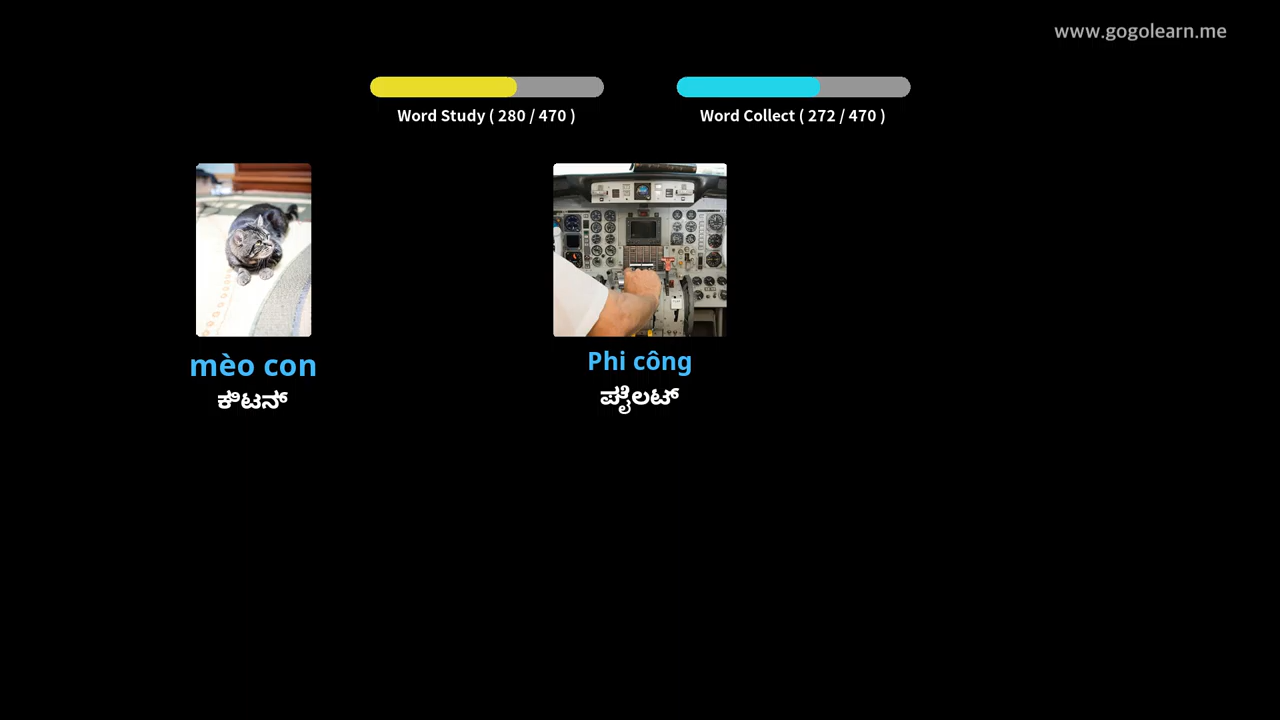 www.gogolearn.me
Word Study ( 280 / 470 )
Word Collect ( 272 / 470 )
mèo con
ಕಿಟನ್
Phi công
ಪೈಲಟ್